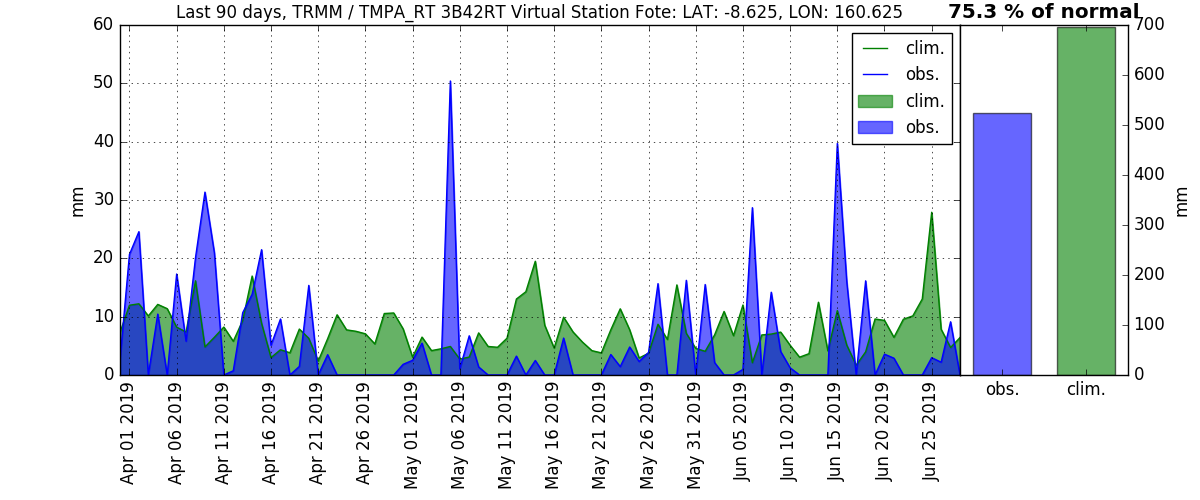 Last 90 days, TRMM / TMPA_RT 3B42RT Virtual Station Fote: LAT: -8.625, LON: 160.625
75.3 % of normal
clim.
obs.
clim.
obs.
mm
60
50
40
30
20
10
0
Apr 01 2019
Apr 06 2019
Apr 11 2019
Apr 16 2019
Apr 21 2019
Apr 26 2019
May 01 2019
May 06 2019
May 11 2019
May 16 2019
May 21 2019
May 26 2019
May 31 2019
Jun 05 2019
Jun 10 2019
Jun 15 2019
Jun 20 2019
Jun 25 2019
obs.
clim.
700
600
500
400
300
200
100
0
mm